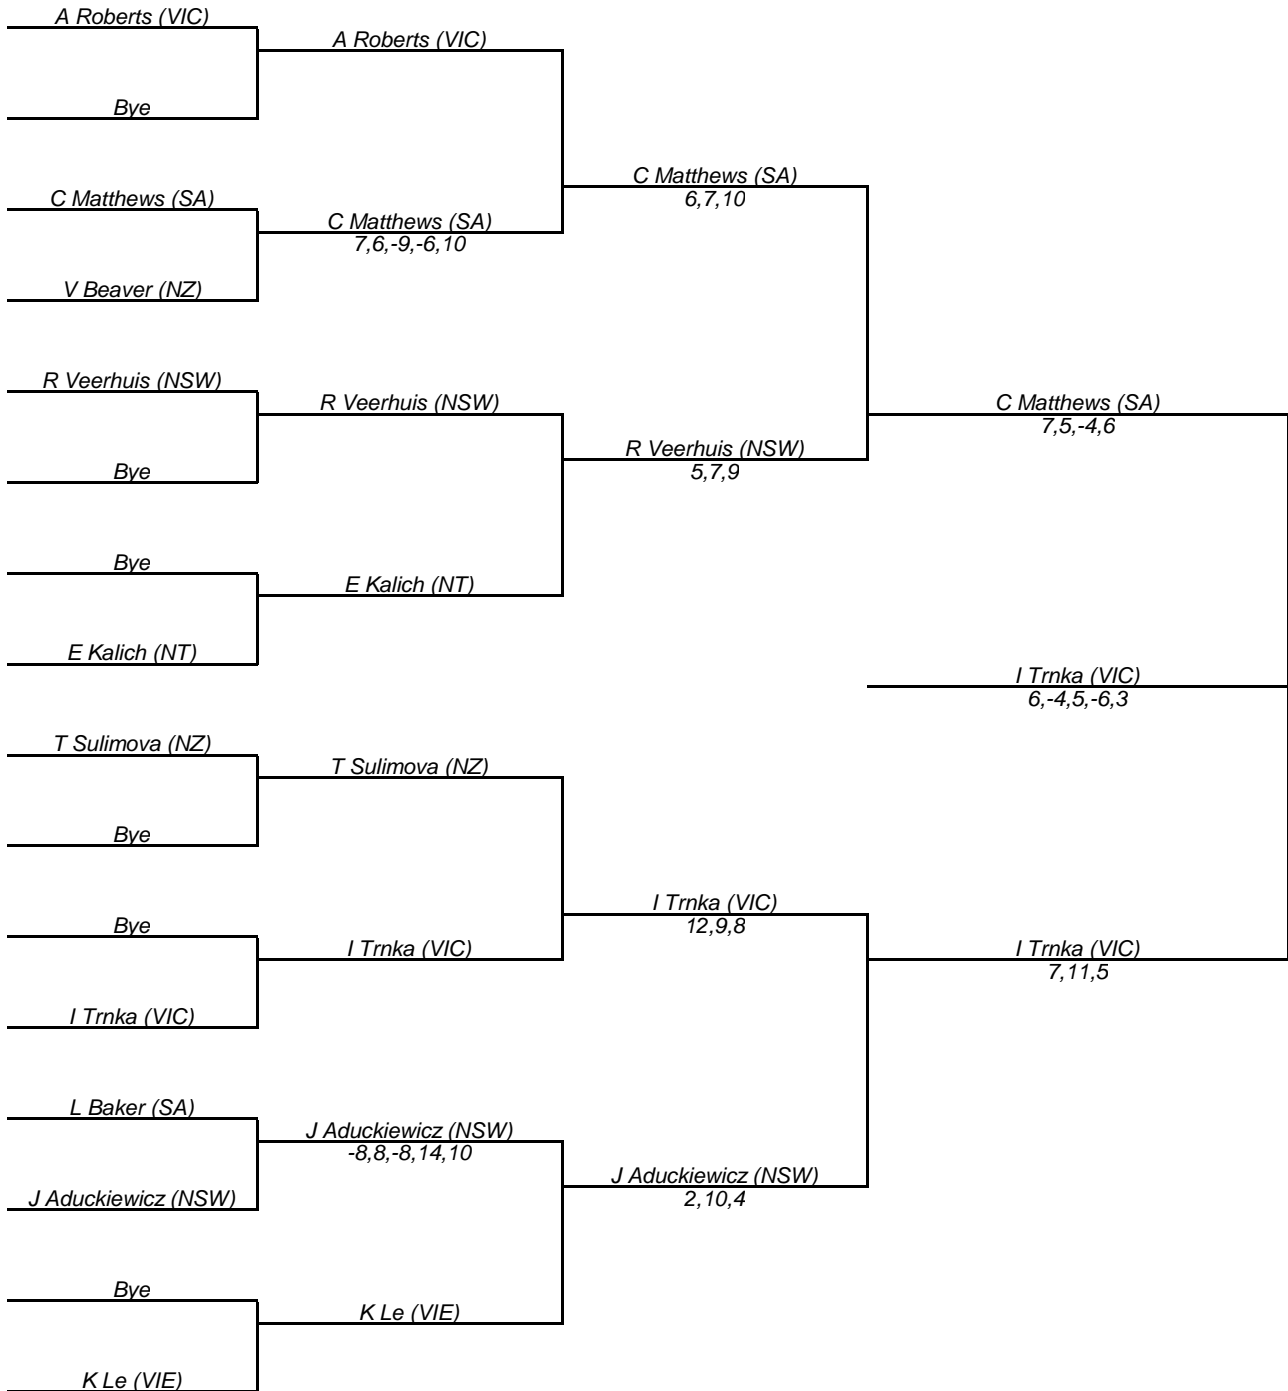 A Roberts (VIC)
Bye
C Matthews (SA)
V Beaver (NZ)
R Veerhuis (NSW)
Bye
Bye
E Kalich (NT)
T Sulimova (NZ)
Bye
Bye
I Trnka (VIC)
L Baker (SA)
J Aduckiewicz (NSW)
Bye
K Le (VIE)
A Roberts (VIC)
C Matthews (SA)
7,6,-9,-6,10
R Veerhuis (NSW)
E Kalich (NT)
T Sulimova (NZ)
I Trnka (VIC)
J Aduckiewicz (NSW)
-8,8,-8,14,10
K Le (VIE)
C Matthews (SA)
6,7,10
R Veerhuis (NSW)
5,7,9
I Trnka (VIC)
12,9,8
J Aduckiewicz (NSW)
2,10,4
C Matthews (SA)
7,5,-4,6
I Trnka (VIC)
6,-4,5,-6,3
I Trnka (VIC)
7,11,5